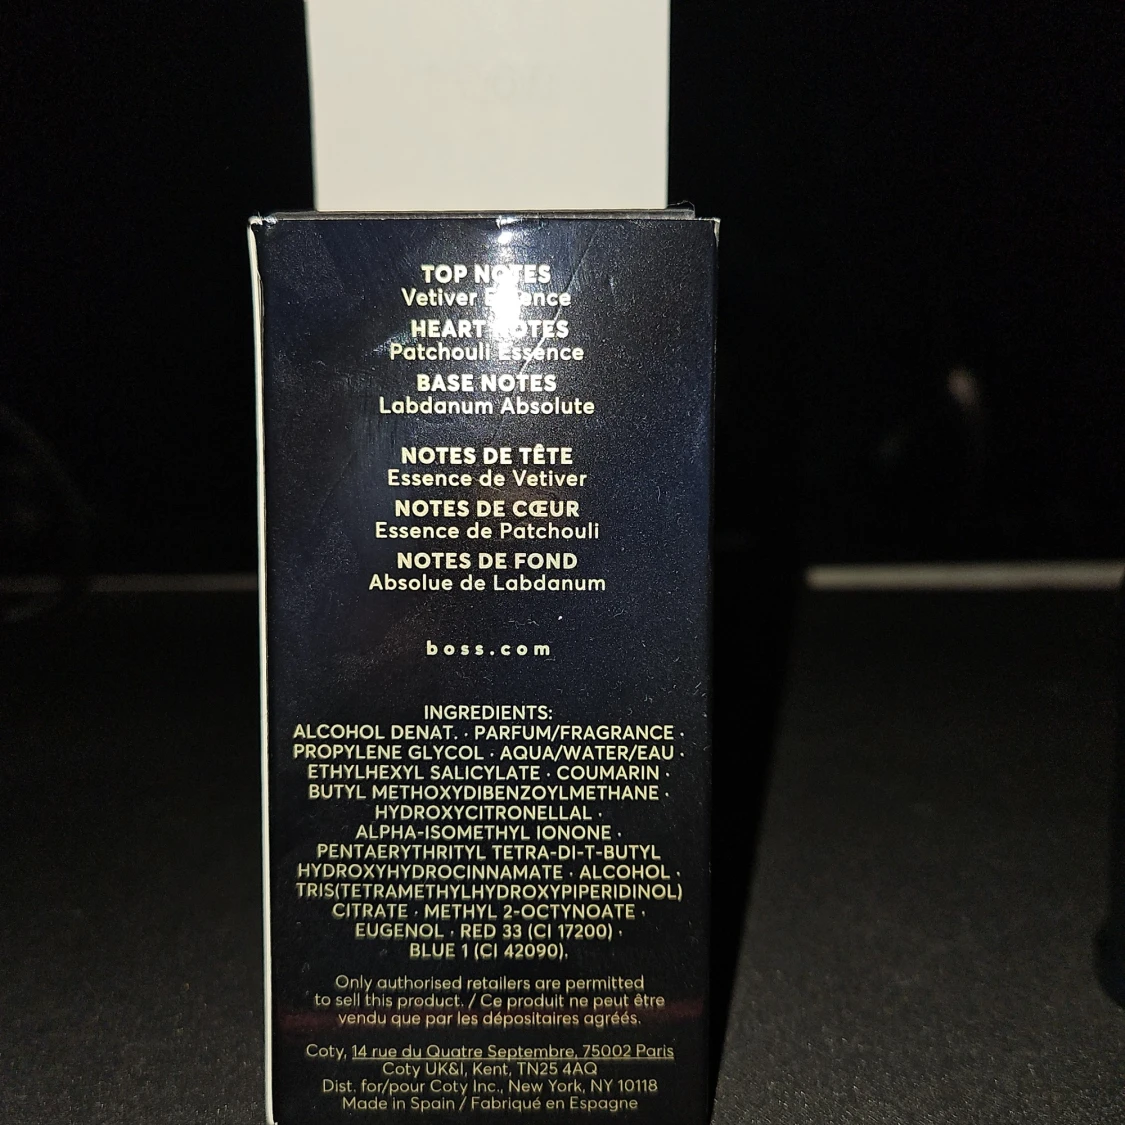 TOP NOTES
Vetiver Essence
HEART NOTES
Patchouli Essence
BASE NOTES
Labdanum Absolute
NOTES DE TÊTE
Essence de Vetiver
NOTES DE CŒUR
Essence de Patchouli
NOTES DE FOND
Absolue de Labdanum
boss.com
INGREDIENTS:
ALCOHOL DENAT. · PARFUM/FRAGRANCE ·
PROPYLENE GLYCOL · AQUA/WATER/EAU ·
ETHYLHEXYL SALICYLATE · COUMARIN ·
BUTYL METHOXYDIBENZOYLMETHANE ·
HYDROXYCITRONELLAL ·
ALPHA-ISOMETHYL IONONE ·
PENTAERYTHRITYL TETRA-DI-T-BUTYL
HYDROXYHYDROCINNAMATE · ALCOHOL ·
TRIS(TETRAMETHYLHYDROXYPIPERIDINOL)
CITRATE · METHYL 2-OCTYNOATE ·
EUGENOL · RED 33 (CI 17200) ·
BLUE 1 (CI 42090).
Only authorised retailers are permitted
to sell this product. / Ce produit ne peut être
vendu que par les dépositaires agréés.
Coty, 14 rue du Quatre Septembre, 75002 Paris
Coty UK&I, Kent, TN25 4AQ
Dist. for/pour Coty Inc., New York, NY 10118
Made in Spain / Fabriqué en Espagne